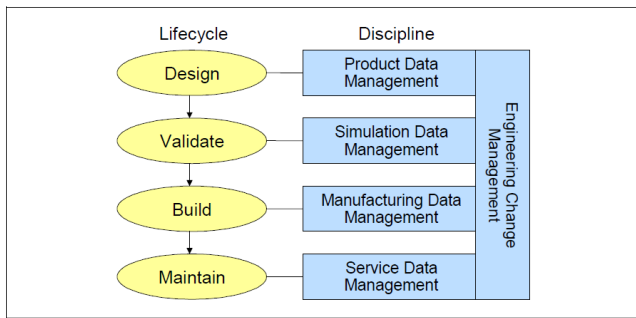 Lifecycle
Discipline
Design
Product Data
Management
Validate
Simulation Data
Management
Build
Manufacturing Data
Management
Maintain
Service Data
Management
Engineering Change
Management